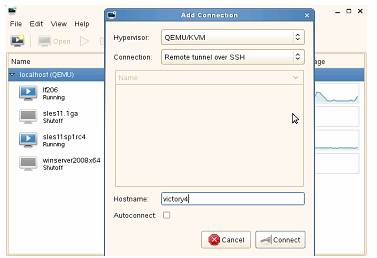 Add Connection
File Edit View Help
Open
Name
age
localhost (QEMU)
lf206
Running
sles11.1ga
Shutoff
sles11sp1rc4
Running
winserver2008x64
Shutoff
Hypervisor: QEMU/KVM
Connection: Remote tunnel over SSH
Name
Hostname: victory4
Autoconnect:
Cancel Connect